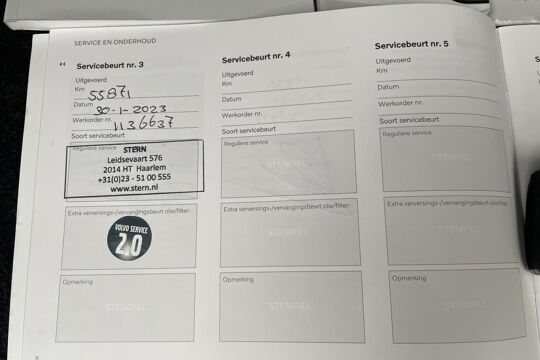 SERVICE EN ONDERHOUD
◂◂ Servicebeurt nr. 3
Uitgevoerd
Km 55871
Datum 30-1-2023
Werkorder nr. 1136637
Soort servicebeurt
Reguliere service
STERN
Leidsevaart 576
2014 HT Haarlem
+31(0)23 - 51 00 555
www.stern.nl
Extra verversings-/vervangingsbeurt olie/filter:
VOLVO SERVICE
2.0
Opmerking
STEMPEL
8
Servicebeurt nr. 4
Uitgevoerd
Km
Datum
Werkorder nr.
Soort servicebeurt
Reguliere service
STEMPEL
Extra verversings-/vervangingsbeurt olie/filter:
STEMPEL
Opmerking
STEMPEL
Servicebeurt nr. 5
Uitgevoerd
Km
Datum
Werkorder nr.
Soort servicebeurt
Reguliere service
STEMPEL
Extra verversings-/vervangingsbeurt olie/filter:
STEMPEL
Opmerking
STEMPEL